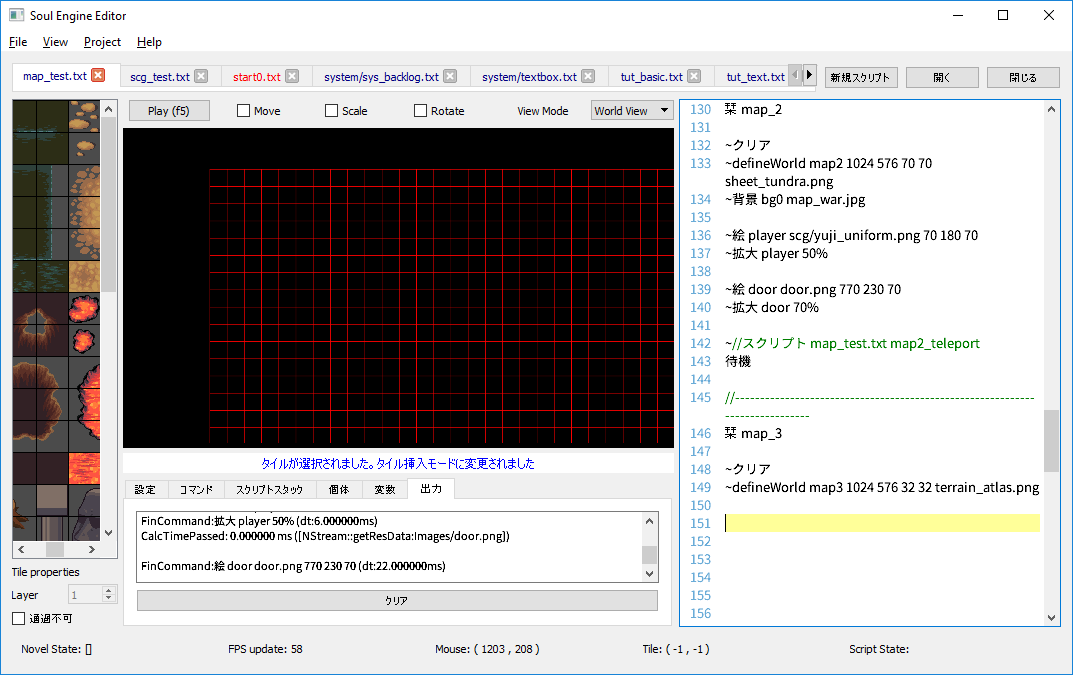 Soul Engine Editor
File View Project Help
map_test.txt scg_test.txt start0.txt system/sys_backlog.txt system/textbox.txt tut_basic.txt tut_text.txt
新規スクリプト 開く 閉じる
Play (f5) Move Scale Rotate View Mode World View
130 栞 map_2
131
132 ~クリア
133 ~defineWorld map2 1024 576 70 70
sheet_tundra.png
134 ~背景 bg0 map_war.jpg
135
136 ~絵 player scg/yuji_uniform.png 70 180 70
137 ~拡大 player 50%
138
139 ~絵 door door.png 770 230 70
140 ~拡大 door 70%
141
142 ~//スクリプト map_test.txt map2_teleport
143 待機
144
145 //------------------------------------------------------------
-----------------
146 栞 map_3
147
148 ~クリア
149 ~defineWorld map3 1024 576 32 32 terrain_atlas.png
150
151
152
153
154
155
156
タイルが選択されました。タイル挿入モードに変更されました
設定 コマンド スクリプトスタック 個体 変数 出力
FinCommand:拡大 player 50% (dt:6.000000ms)
CalcTimePassed: 0.000000 ms ([NStream::getResData:Images/door.png])
FinCommand:絵 door door.png 770 230 70 (dt:22.000000ms)
クリア
Tile properties
Layer 1
通過不可
Novel State: [] FPS update: 58 Mouse: ( 1203 , 208 ) Tile: ( -1 , -1 ) Script State: